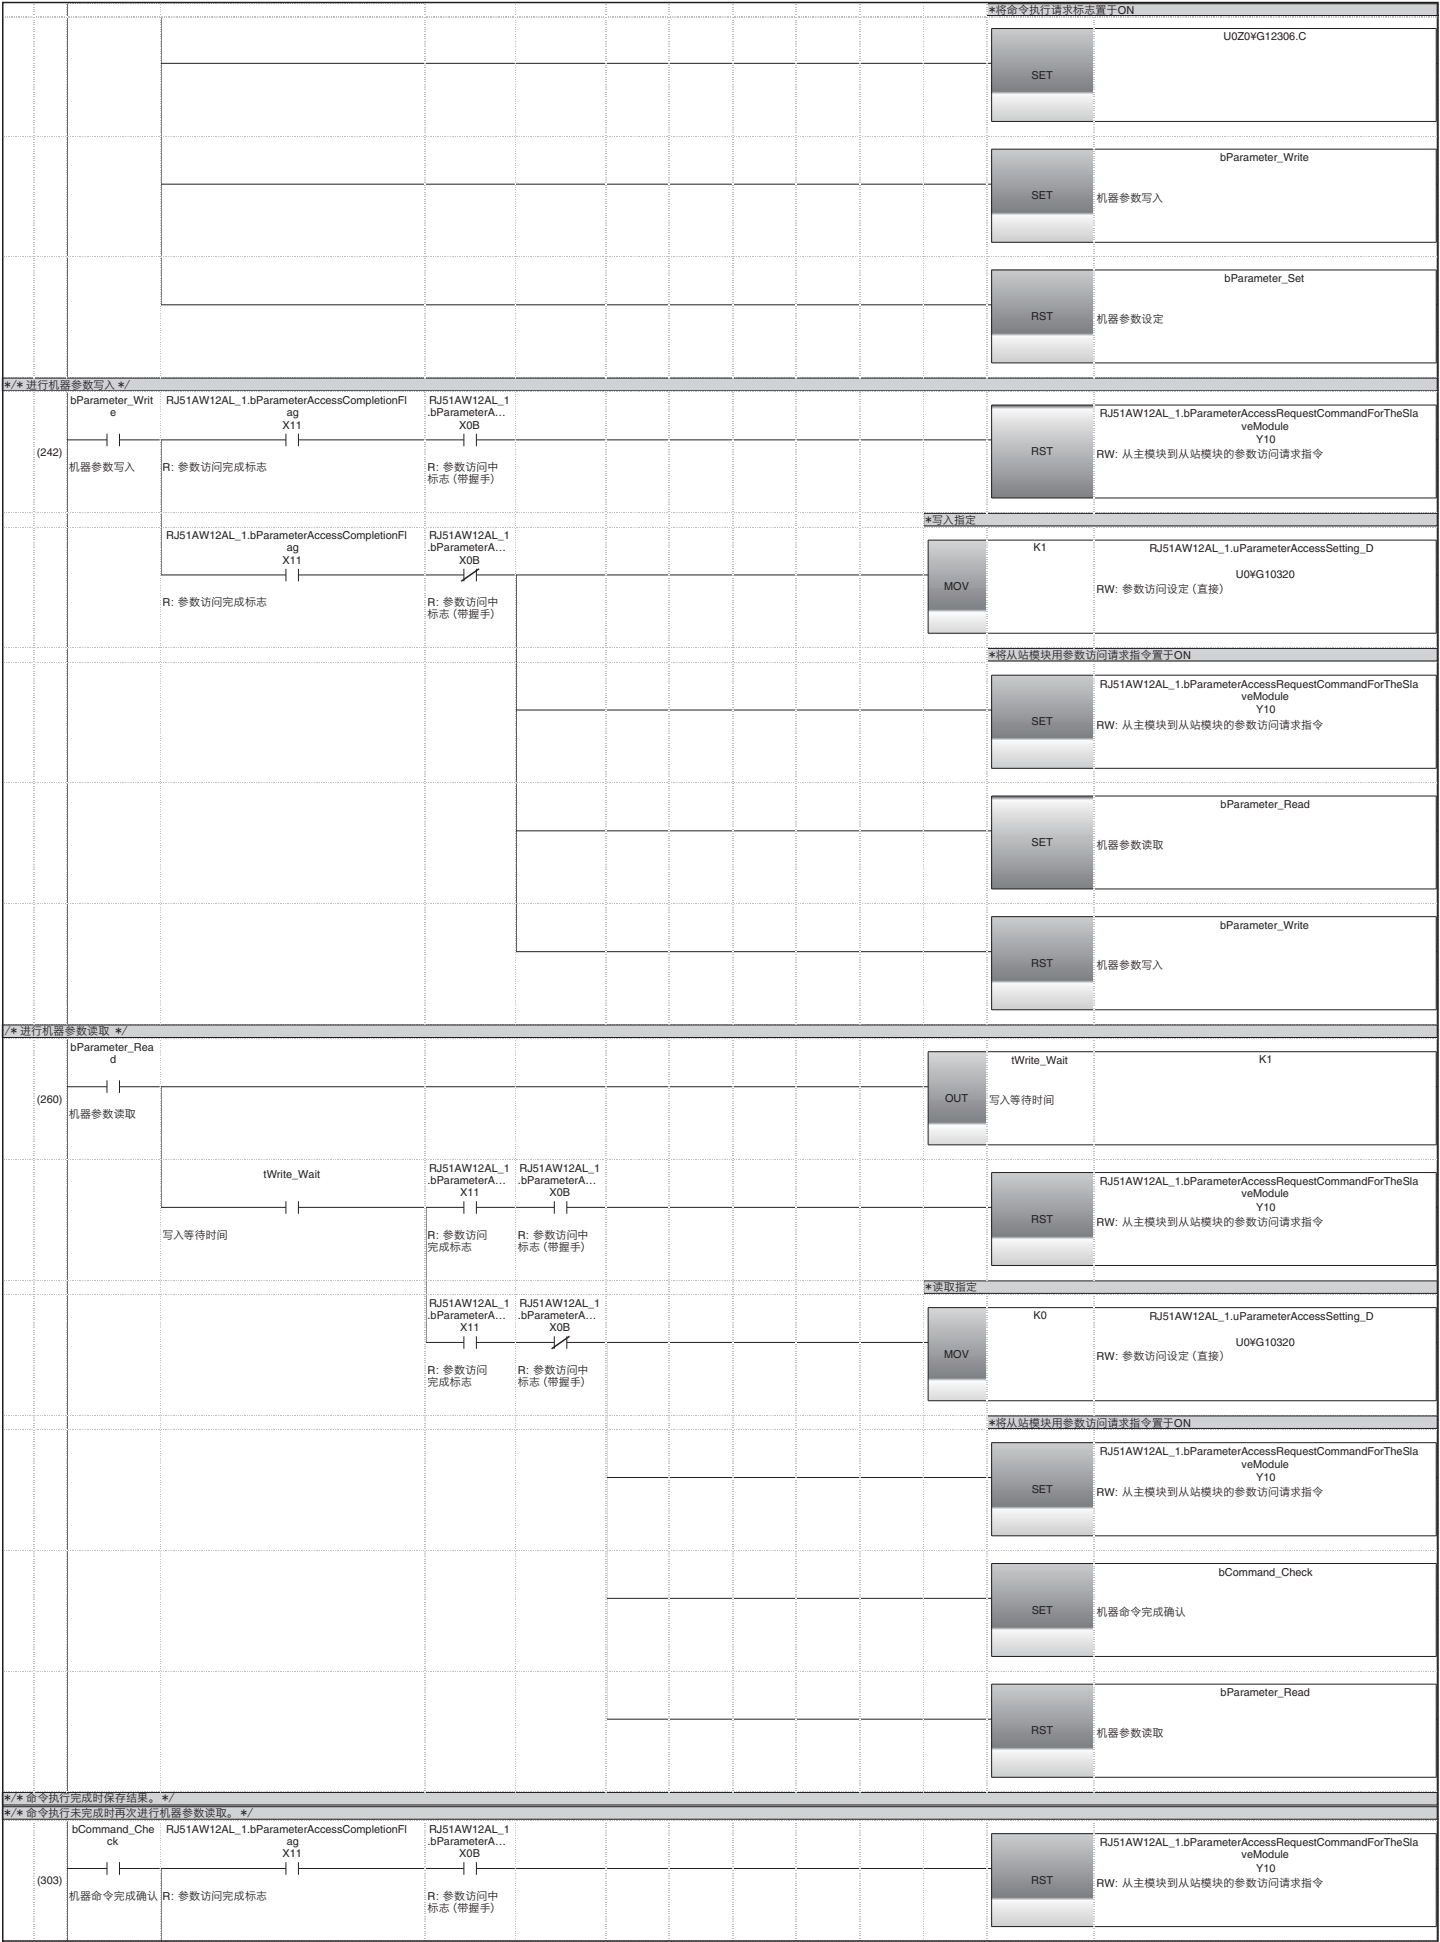 *将命令执行请求标志置于ON
U0Z0¥G12306.C
SET
bParameter_Write
SET
机器参数写入
bParameter_Set
RST
机器参数设定
*/* 进行机器参数写入 */
bParameter_Writ
e
RJ51AW12AL_1.bParameterAccessCompletionFl
ag
X11
RJ51AW12AL_1
.bParameterA...
X0B
RJ51AW12AL_1.bParameterAccessRequestCommandForTheSla
veModule
Y10
(242)
RST
RW: 从主模块到从站模块的参数访问请求指令
机器参数写入
R: 参数访问完成标志
R: 参数访问中
标志 (带握手)
*写入指定
RJ51AW12AL_1.bParameterAccessCompletionFl
ag
X11
RJ51AW12AL_1
.bParameterA...
X0B
K1
RJ51AW12AL_1.uParameterAccessSetting_D
U0¥G10320
MOV
RW: 参数访问设定 (直接)
R: 参数访问完成标志
R: 参数访问中
标志 (带握手)
*将从站模块用参数访问请求指令置于ON
RJ51AW12AL_1.bParameterAccessRequestCommandForTheSla
veModule
Y10
SET
RW: 从主模块到从站模块的参数访问请求指令
bParameter_Read
SET
机器参数读取
bParameter_Write
RST
机器参数写入
/* 进行机器参数读取 */
bParameter_Rea
d
tWrite_Wait
K1
(260)
OUT
写入等待时间
机器参数读取
tWrite_Wait
RJ51AW12AL_1
.bParameterA...
X11
RJ51AW12AL_1
.bParameterA...
X0B
RJ51AW12AL_1.bParameterAccessRequestCommandForTheSla
veModule
Y10
RST
RW: 从主模块到从站模块的参数访问请求指令
写入等待时间
R: 参数访问
完成标志
R: 参数访问中
标志 (带握手)
*读取指定
RJ51AW12AL_1
.bParameterA...
X11
RJ51AW12AL_1
.bParameterA...
X0B
K0
RJ51AW12AL_1.uParameterAccessSetting_D
U0¥G10320
MOV
RW: 参数访问设定 (直接)
R: 参数访问
完成标志
R: 参数访问中
标志 (带握手)
*将从站模块用参数访问请求指令置于ON
RJ51AW12AL_1.bParameterAccessRequestCommandForTheSla
veModule
Y10
SET
RW: 从主模块到从站模块的参数访问请求指令
bCommand_Check
SET
机器命令完成确认
bParameter_Read
RST
机器参数读取
*/* 命令执行完成时保存结果。 */
*/* 命令执行未完成时再次进行机器参数读取。 */
bCommand_Che
ck
RJ51AW12AL_1.bParameterAccessCompletionFl
ag
X11
RJ51AW12AL_1
.bParameterA...
X0B
RJ51AW12AL_1.bParameterAccessRequestCommandForTheSla
veModule
Y10
(303)
RST
RW: 从主模块到从站模块的参数访问请求指令
机器命令完成确认
R: 参数访问完成标志
R: 参数访问中
标志 (带握手)